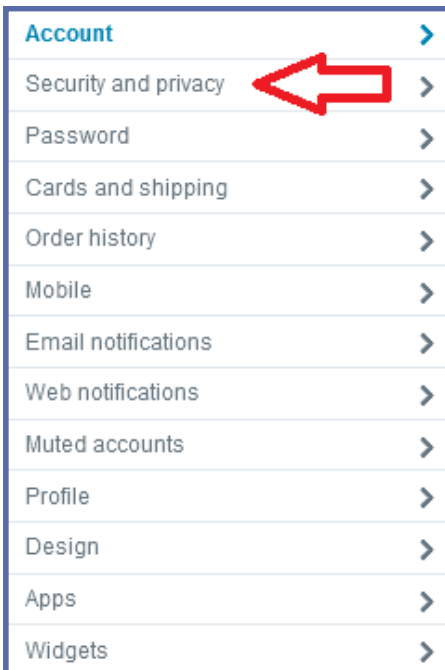 Account
Security and privacy
Password
Cards and shipping
Order history
Mobile
Email notifications
Web notifications
Muted accounts
Profile
Design
Apps
Widgets